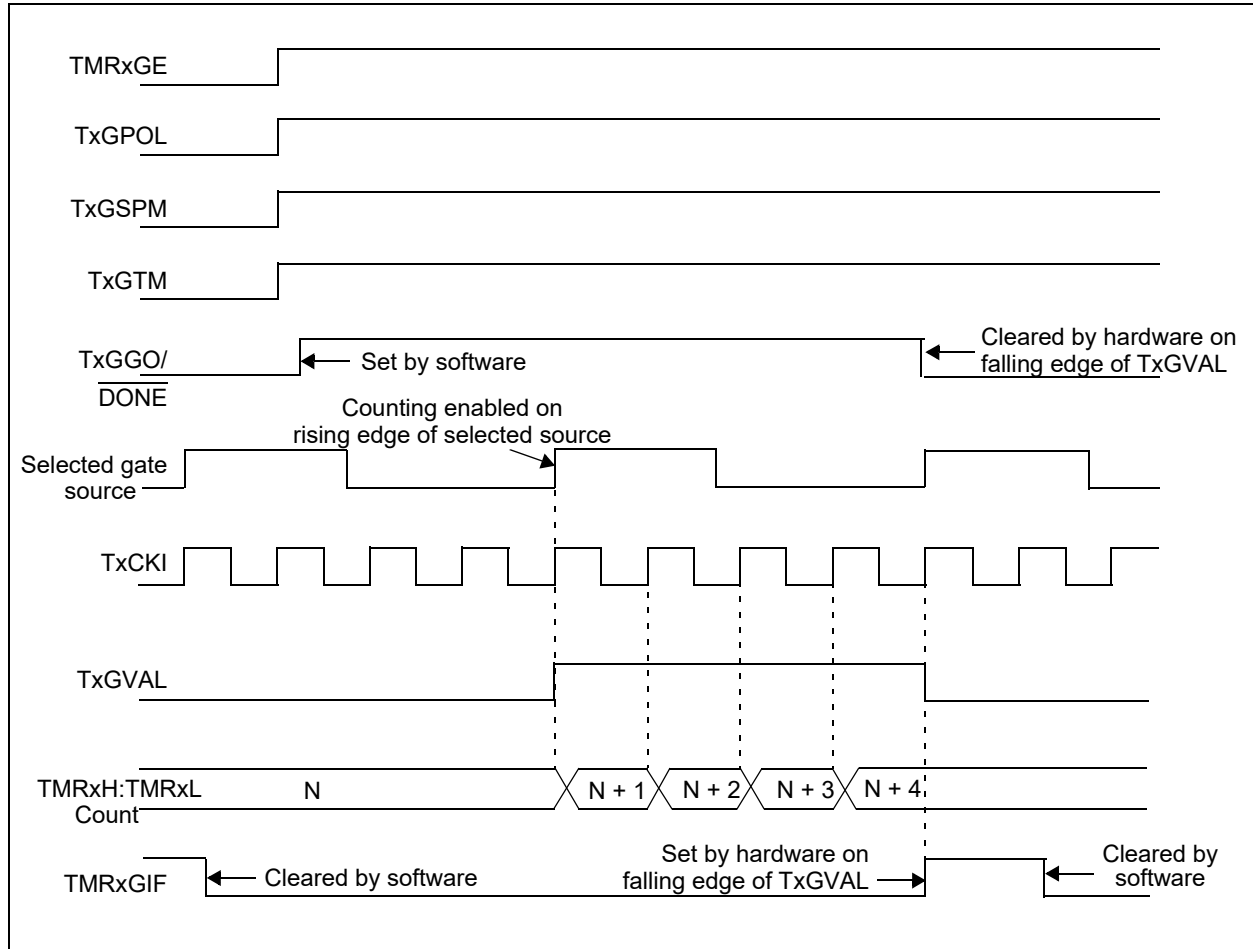 TMRxGE
TxGPOL
TxGSPM
TxGTM
TxGGO/
DONE
Set by software
Cleared by hardware on
falling edge of TxGVAL
Counting enabled on
rising edge of selected source
Selected gate
source
TxCKI
TxGVAL
TMRxH:TMRxL
Count
N
N + 1
N + 2
N + 3
N + 4
TMRxGIF
Cleared by software
Set by hardware on
falling edge of TxGVAL
Cleared by
software